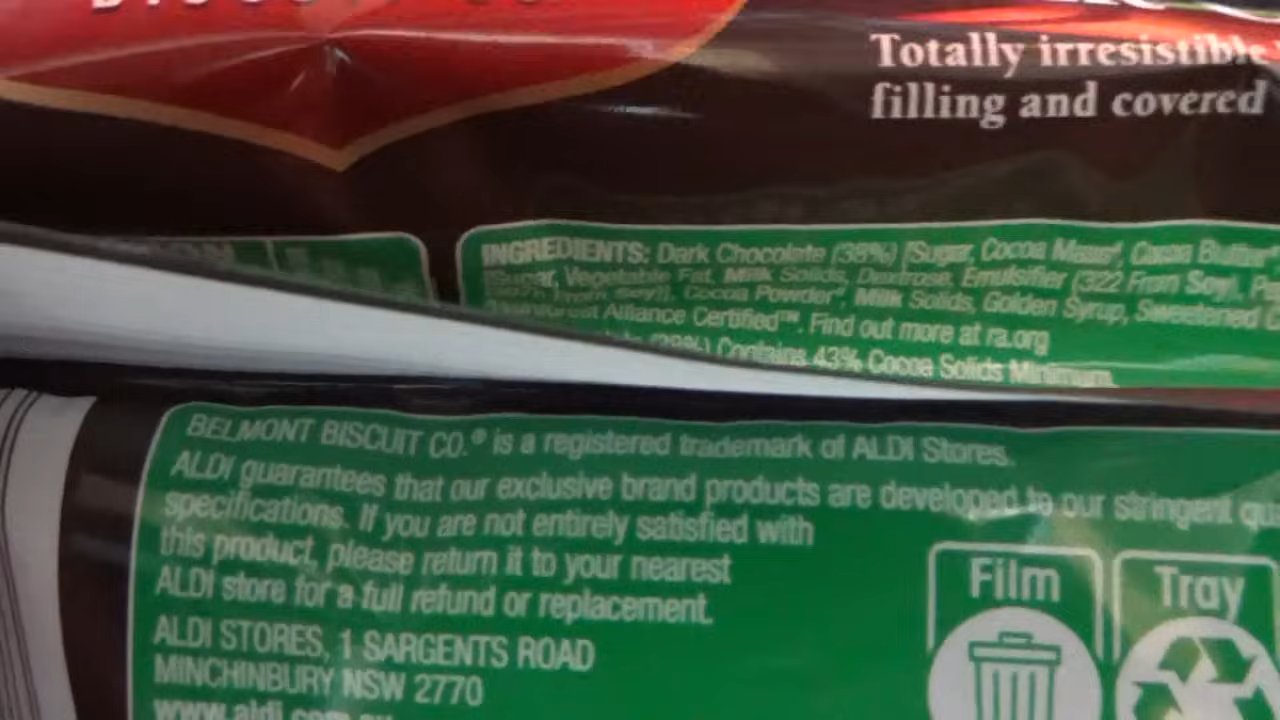 Totally irresistible
filling and covered
INGREDIENTS: Dark Chocolate (38%) [Sugar, Cocoa Mass†, Cocoa Butter†
Sugar, Vegetable Fat, Milk Solids, Dextrose, Emulsifier (322 From Soy),
Cocoa Powder†, Milk Solids, Golden Syrup, Sweetened
Alliance Certified™. Find out more at ra.org
Contains 43% Cocoa Solids Minimum.
BELMONT BISCUIT CO.® is a registered trademark of ALDI Stores.
ALDI guarantees that our exclusive brand products are developed to our stringent
specifications. If you are not entirely satisfied with
this product, please return it to your nearest
ALDI store for a full refund or replacement.
ALDI STORES, 1 SARGENTS ROAD
MINCHINBURY NSW 2770
Film
Tray